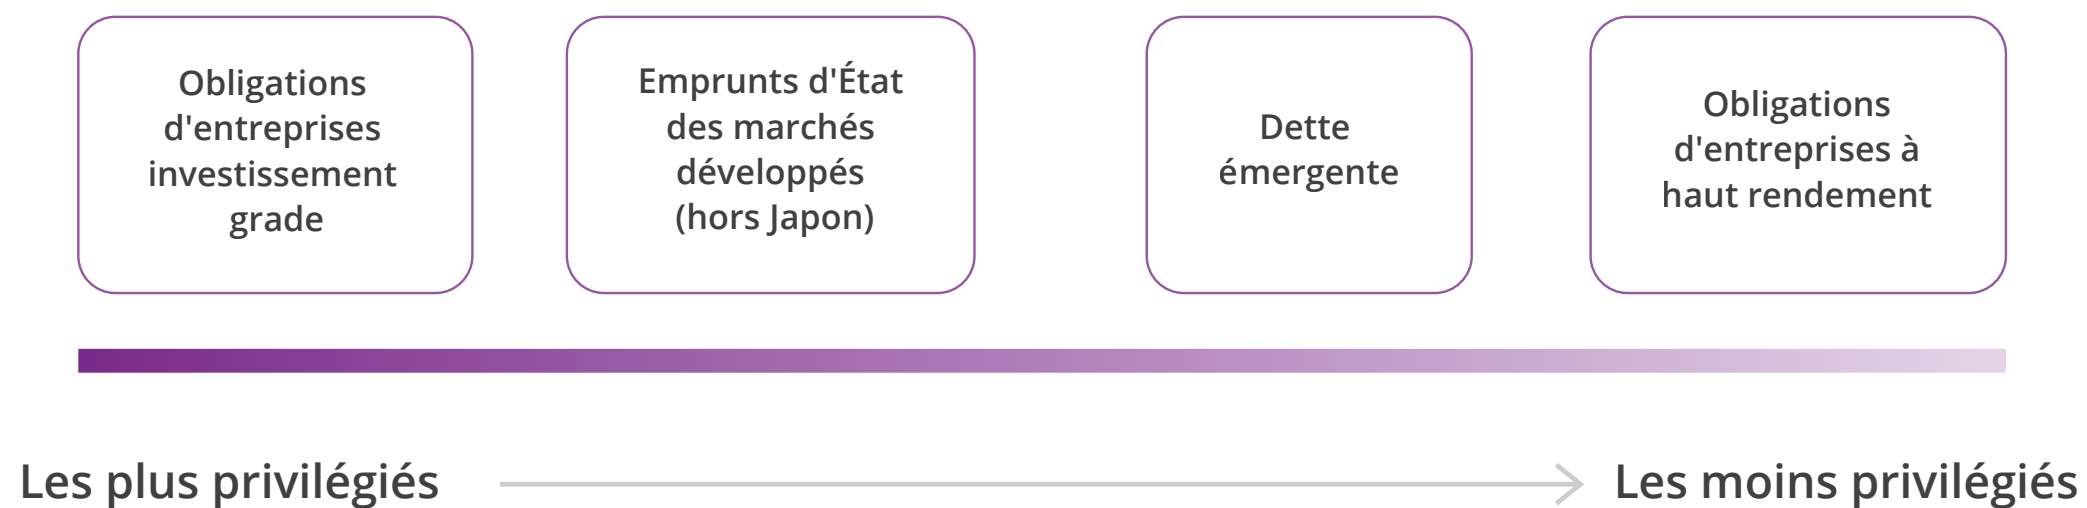 Obligations
d'entreprises
investissement
grade
Emprunts d'État
des marchés
développés
(hors Japon)
Dette
émergente
Obligations
d'entreprises à
haut rendement
Les plus privilégiés
Les moins privilégiés